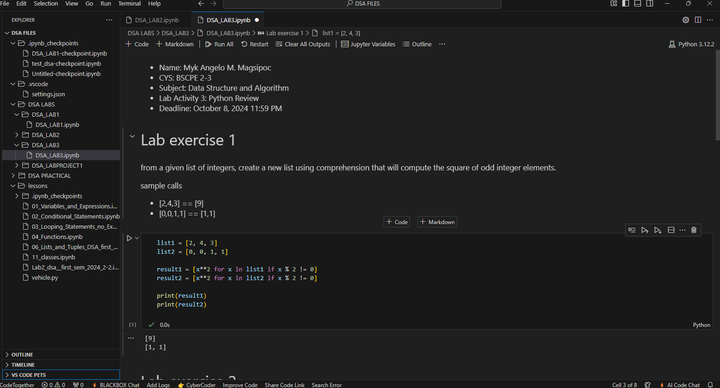 File Edit Selection View Go Run Terminal Help
DSA FILES
EXPLORER
DSA FILES
.ipynb_checkpoints
DSA_LAB1-checkpoint.ipynb
test_dsa-checkpoint.ipynb
Untitled-checkpoint.ipynb
.vscode
settings.json
DSA LABS
DSA_LAB1
DSA_LAB1.ipynb
DSA_LAB2
DSA_LAB3
DSA_LAB3.ipynb
DSA_LABPROJECT1
DSA PRACTICAL
lessons
.ipynb_checkpoints
01_Variables_and_Expressions.i...
02_Conditional_Statements.ipynb
03_Looping_Statements_no_Ex...
04_Functions.ipynb
06_Lists_and_Tuples_DSA_first_...
11_classes.ipynb
Lab2_dsa__first_sem_2024_2-2.i...
vehicle.py
OUTLINE
TIMELINE
VS CODE PETS
DSA_LAB2.ipynb
DSA_LAB3.ipynb
DSA LABS > DSA_LAB3 > DSA_LAB3.ipynb > Lab exercise 1 > list1 = [2, 4, 3]
+ Code + Markdown Run All Restart Clear All Outputs Jupyter Variables Outline ...
Python 3.12.2
Name: Myk Angelo M. Magsipoc
CYS: BSCPE 2-3
Subject: Data Structure and Algorithm
Lab Activity 3: Python Review
Deadline: October 8, 2024 11:59 PM
Lab exercise 1
from a given list of integers, create a new list using comprehension that will compute the square of odd integer elements.
sample calls
[2,4,3] == [9]
[0,0,1,1] == [1,1]
+ Code + Markdown
list1 = [2, 4, 3]
list2 = [0, 0, 1, 1]
result1 = [x**2 for x in list1 if x % 2 != 0]
result2 = [x**2 for x in list2 if x % 2 != 0]
print(result1)
print(result2)
[1] 0.0s Python
[9]
[1, 1]
Lab exercise 2
CodeTogether 0 0 0 BLACKBOX Chat Add Logs CyberCoder Improve Code Share Code Link Search Error Cell 3 of 8 AI Code Chat